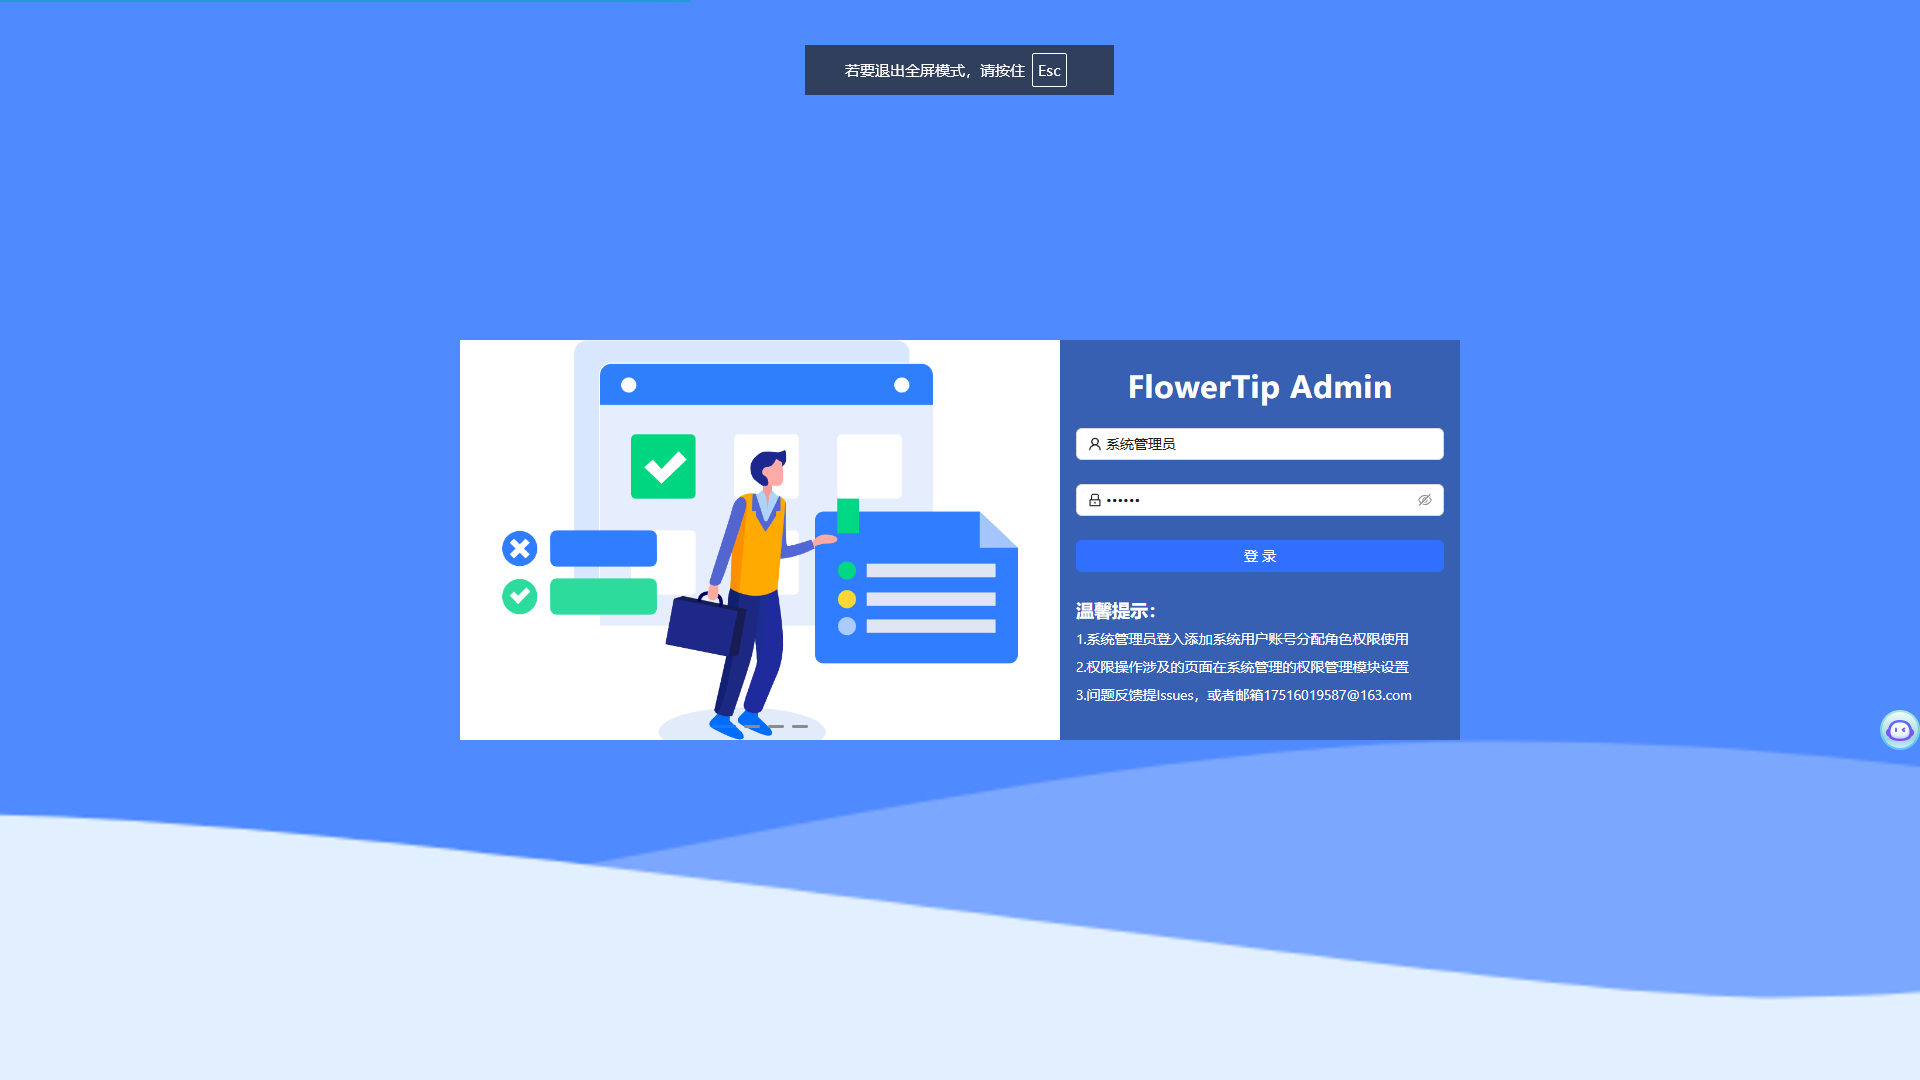 若要退出全屏模式，请按住 Esc
FlowerTip Admin
系统管理员
••••••
登 录
温馨提示：
1.系统管理员登入添加系统用户账号分配角色权限使用
2.权限操作涉及的页面在系统管理的权限管理模块设置
3.问题反馈提Issues，或者邮箱17516019587@163.com